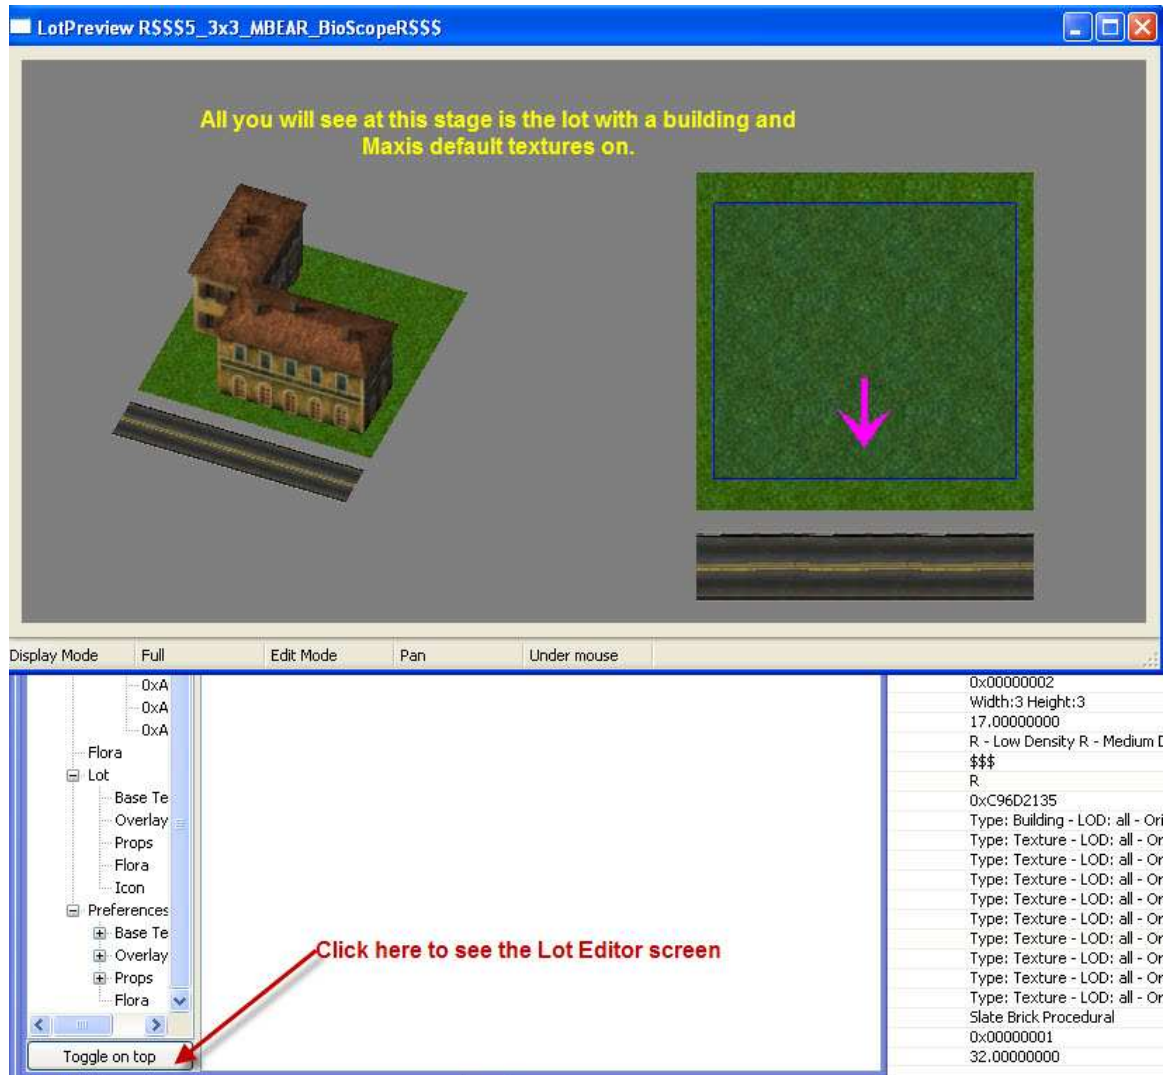 LotPreview R$$$5_3x3_MBEAR_BioScopeR$$$
All you will see at this stage is the lot with a building and
Maxis default textures on.
Display Mode Full Edit Mode Pan Under mouse
0xA
0xA
0xA
Flora
Lot
Base Te
Overlay
Props
Flora
Icon
Preferences
Base Te
Overlay
Props
Flora
Toggle on top
Click here to see the Lot Editor screen
0x00000002
Width:3 Height:3
17.00000000
R - Low Density R - Medium D
$$$
R
0xC96D2135
Type: Building - LOD: all - Ori
Type: Texture - LOD: all - Or
Type: Texture - LOD: all - Or
Type: Texture - LOD: all - Or
Type: Texture - LOD: all - Or
Type: Texture - LOD: all - Or
Type: Texture - LOD: all - Or
Type: Texture - LOD: all - Or
Type: Texture - LOD: all - Or
Type: Texture - LOD: all - Or
Slate Brick Procedural
0x00000001
32.00000000